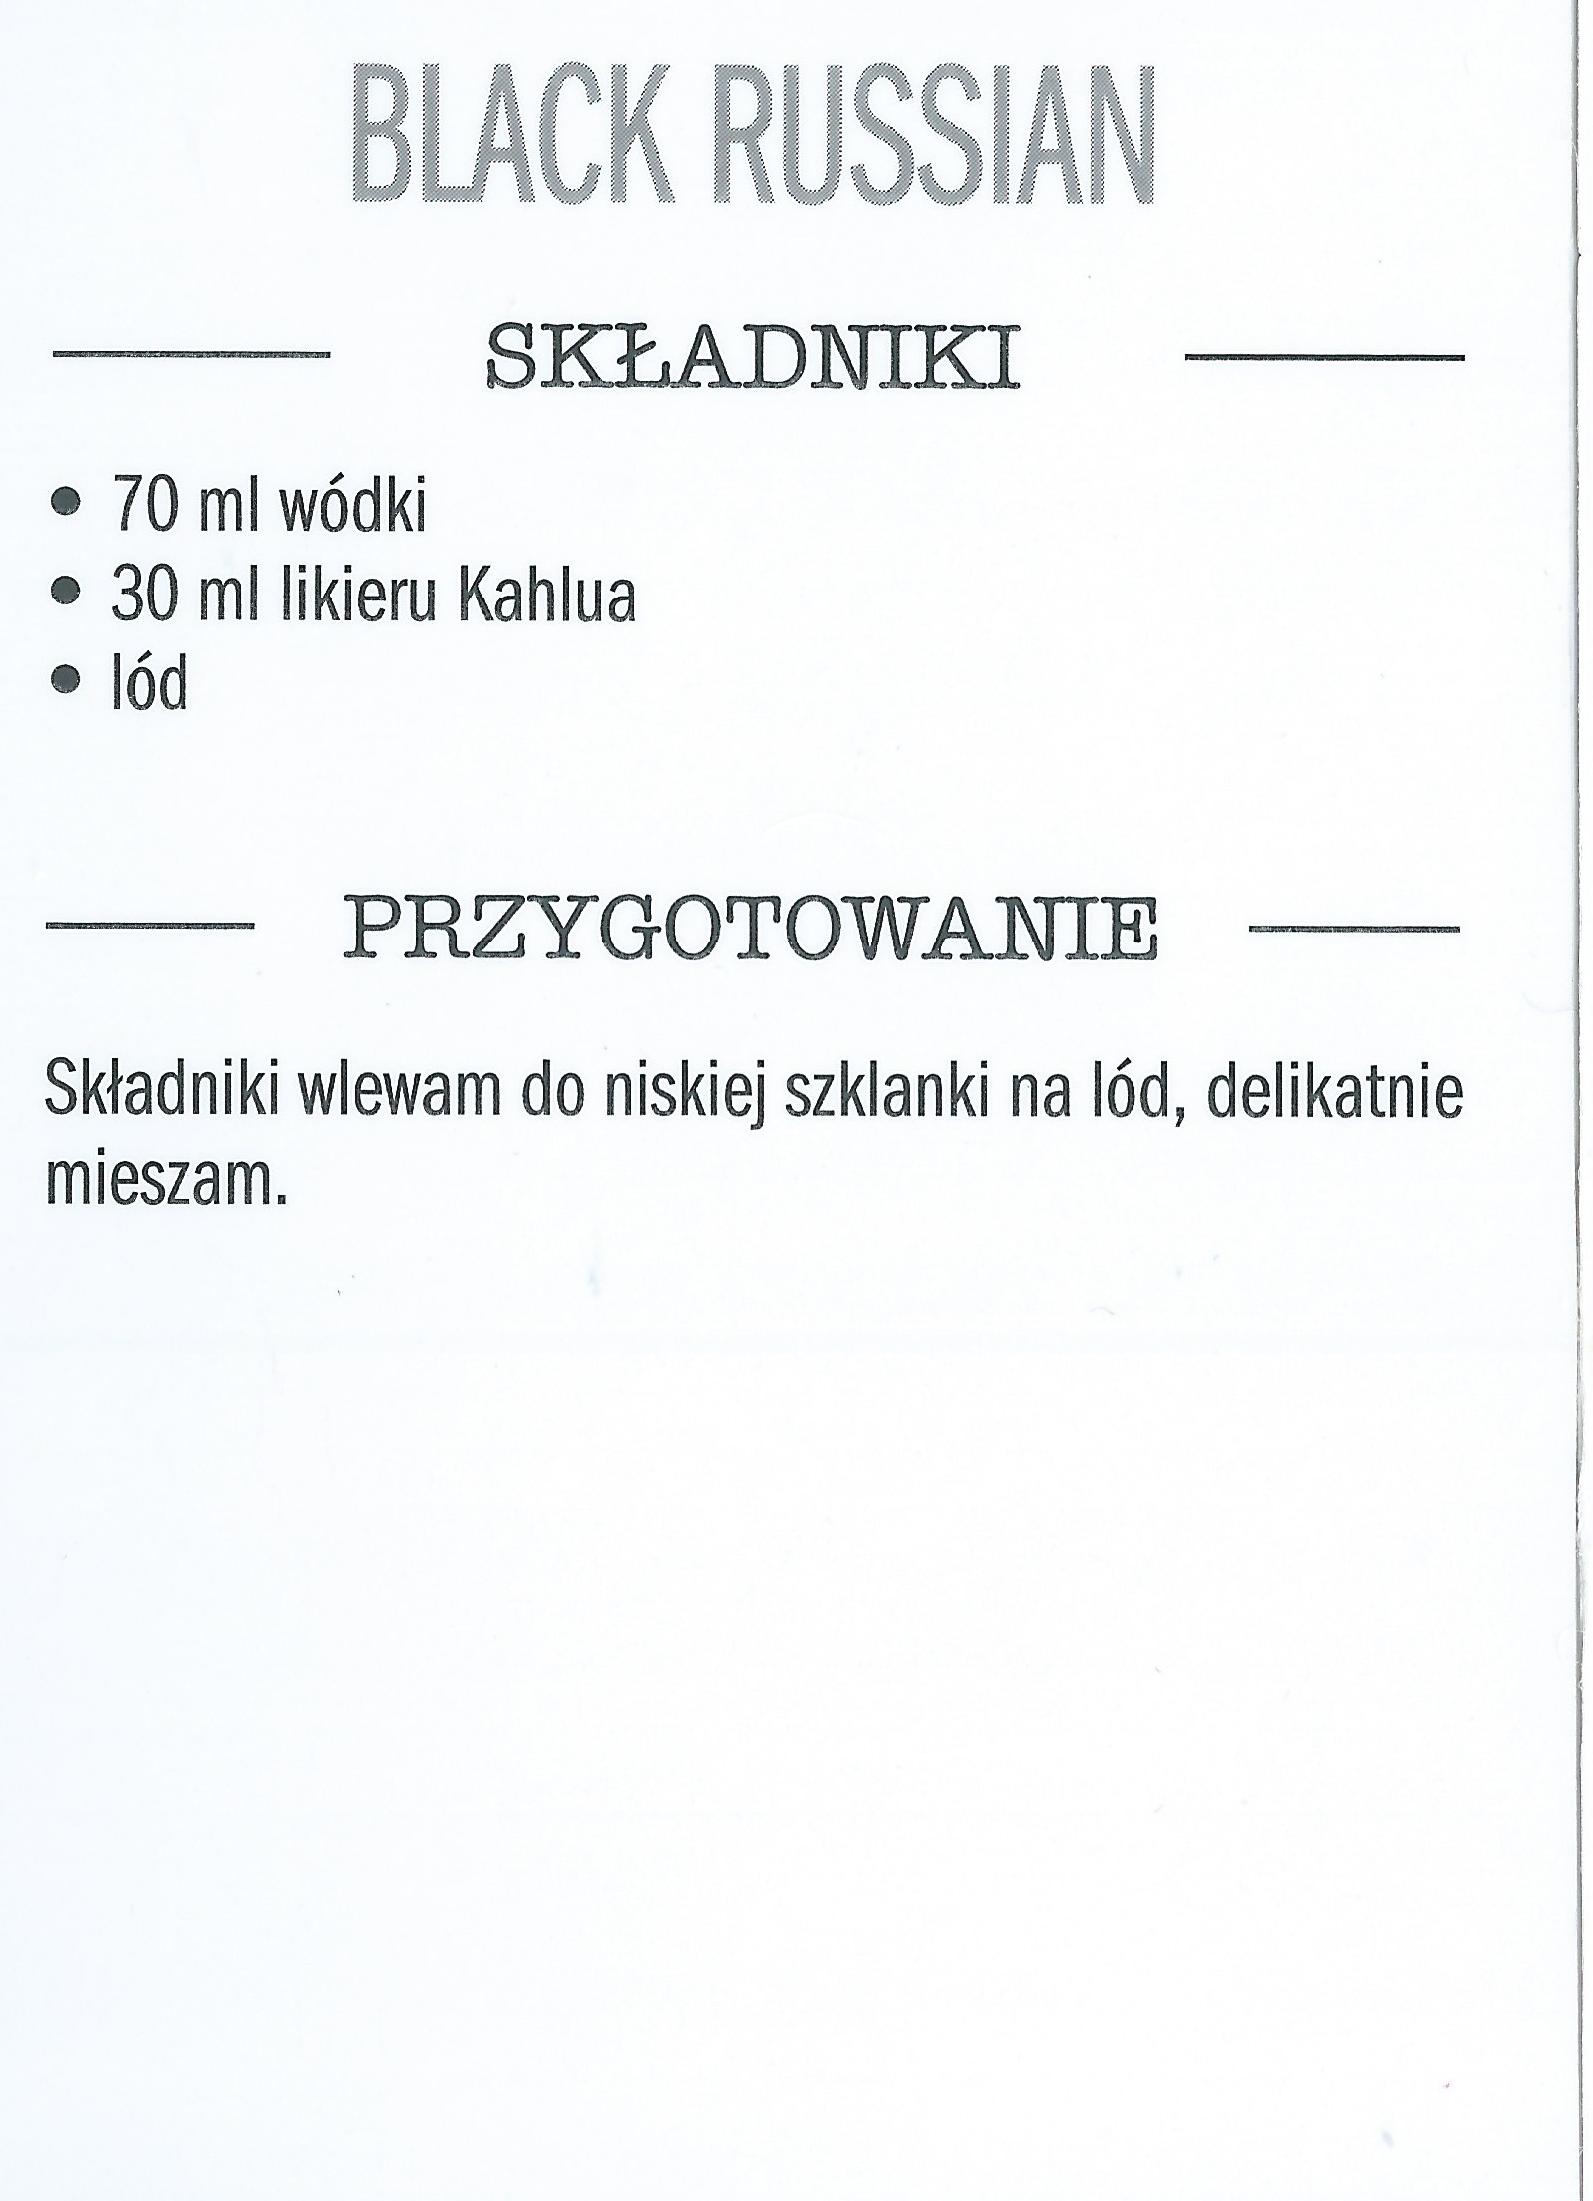 BLACK RUSSIAN
SKŁADNIKI
• 70 ml wódki
• 30 ml likieru Kahlua
• lód
PRZYGOTOWANIE
Składniki wlewam do niskiej szklanki na lód, delikatnie
mieszam.